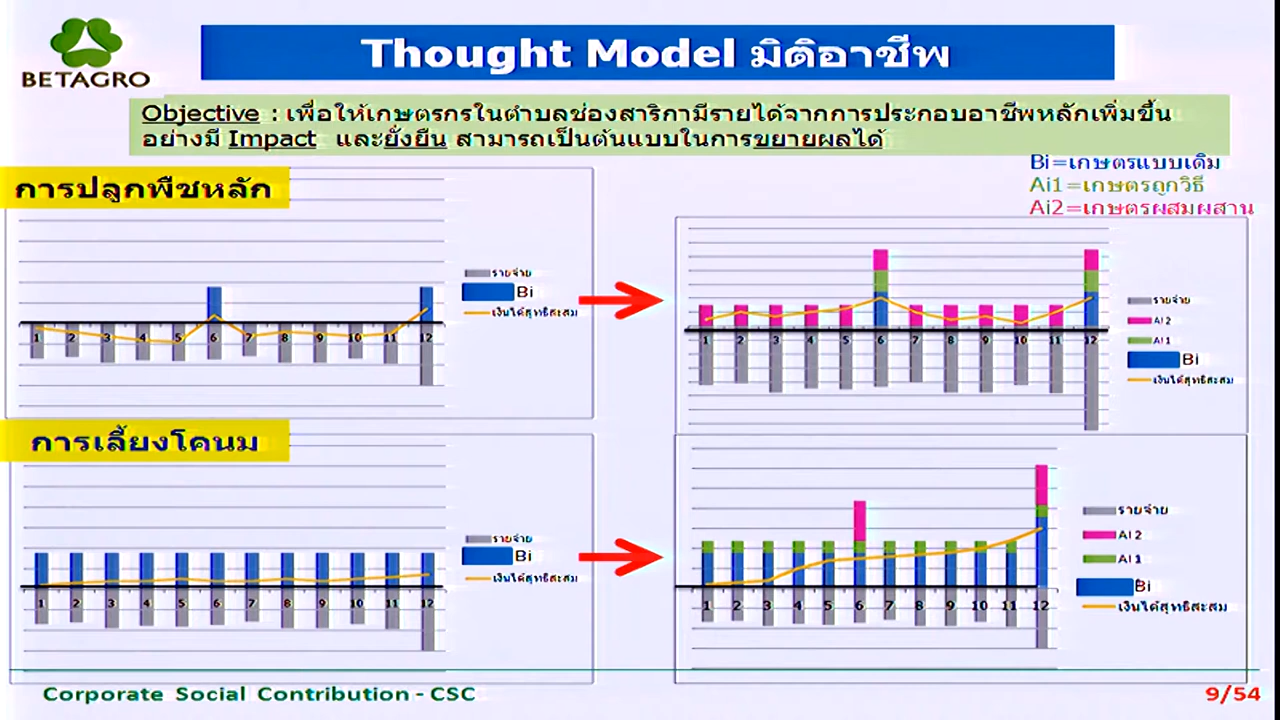 BETAGRO
Thought Model มิติอาชีพ
Objective : เพื่อให้เกษตรกรในตำบลช่องสาริกามีรายได้จากการประกอบอาชีพหลักเพิ่มขึ้น
อย่างมี Impact และยั่งยืน สามารถเป็นต้นแบบในการขยายผลได้
Bi=เกษตรแบบเดิม
Ai1=เกษตรถูกวิธี
Ai2=เกษตรผสมผสาน
การปลูกพืชหลัก
รายจ่าย
Bi
เงินได้สุทธิสะสม
1 2 3 4 5 6 7 8 9 10 11 12
รายจ่าย
AI2
AI1
Bi
เงินได้สุทธิสะสม
1 2 3 4 5 6 7 8 9 10 11 12
การเลี้ยงโคนม
รายจ่าย
Bi
เงินได้สุทธิสะสม
1 2 3 4 5 6 7 8 9 10 11 12
รายจ่าย
AI2
AI1
Bi
เงินได้สุทธิสะสม
1 2 3 4 5 6 7 8 9 10 11 12
Corporate Social Contribution - CSC
9/54